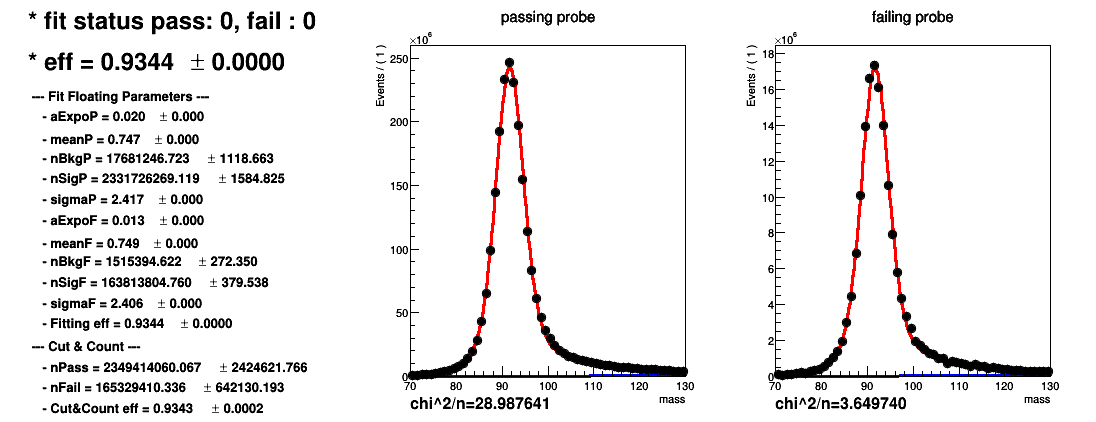 * fit status pass: 0, fail : 0
* eff = 0.9344 ± 0.0000
--- Fit Floating Parameters ---
- aExpoP = 0.020 ± 0.000
- meanP = 0.747 ± 0.000
- nBkgP = 17681246.723 ± 1118.663
- nSigP = 2331726269.119 ± 1584.825
- sigmaP = 2.417 ± 0.000
- aExpoF = 0.013 ± 0.000
- meanF = 0.749 ± 0.000
- nBkgF = 1515394.622 ± 272.350
- nSigF = 163813804.760 ± 379.538
- sigmaF = 2.406 ± 0.000
- Fitting eff = 0.9344 ± 0.0000
--- Cut & Count ---
- nPass = 2349414060.067 ± 2424621.766
- nFail = 165329410.336 ± 642130.193
- Cut&Count eff = 0.9343 ± 0.0002
passing probe
×10⁶
Events / ( 1 )
250
200
150
100
50
0
70 80 90 100 110 120 130
mass
chi^2/n=28.987641
failing probe
×10⁶
Events / ( 1 )
18
16
14
12
10
8
6
4
2
0
70 80 90 100 110 120 130
mass
chi^2/n=3.649740